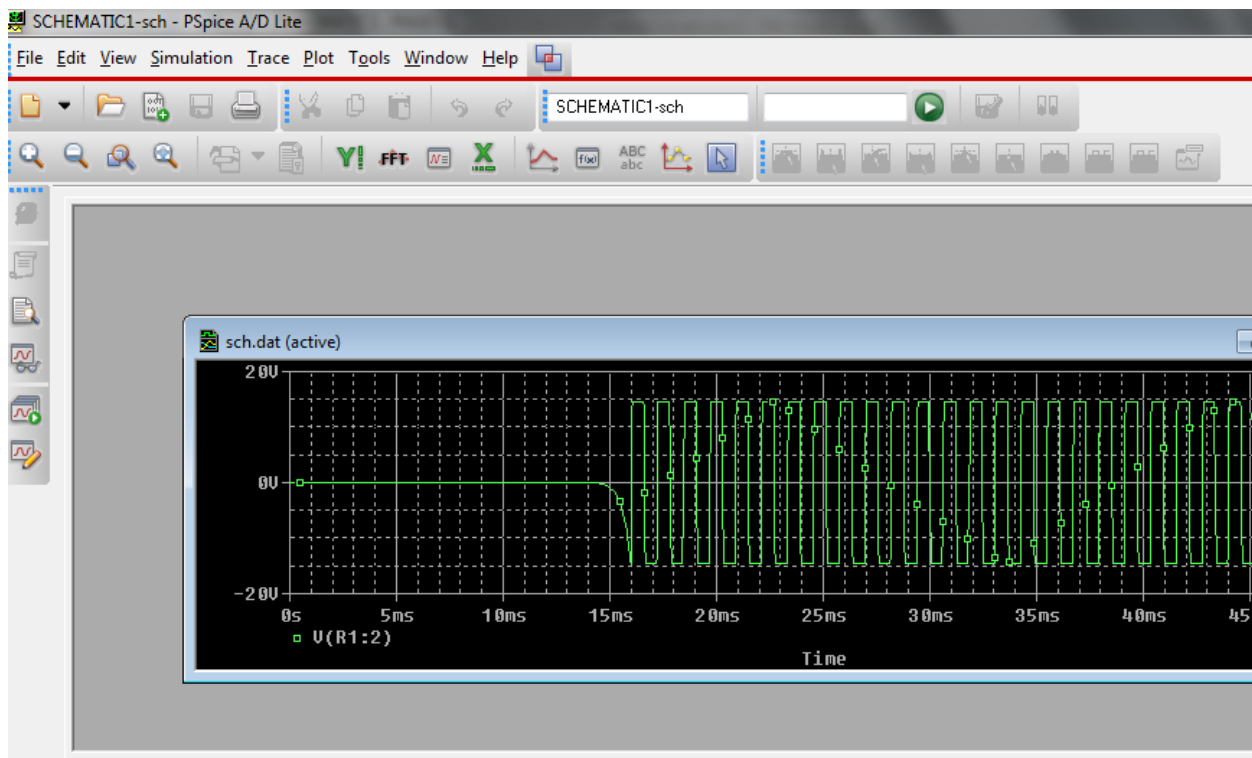 SCHEMATIC1-sch - PSpice A/D Lite
File Edit View Simulation Trace Plot Tools Window Help
SCHEMATIC1-sch
FFT
f(x) ABC
abc
sch.dat (active)
20V
0V
-20V
0s 5ms 10ms 15ms 20ms 25ms 30ms 35ms 40ms 45
V(R1:2)
Time